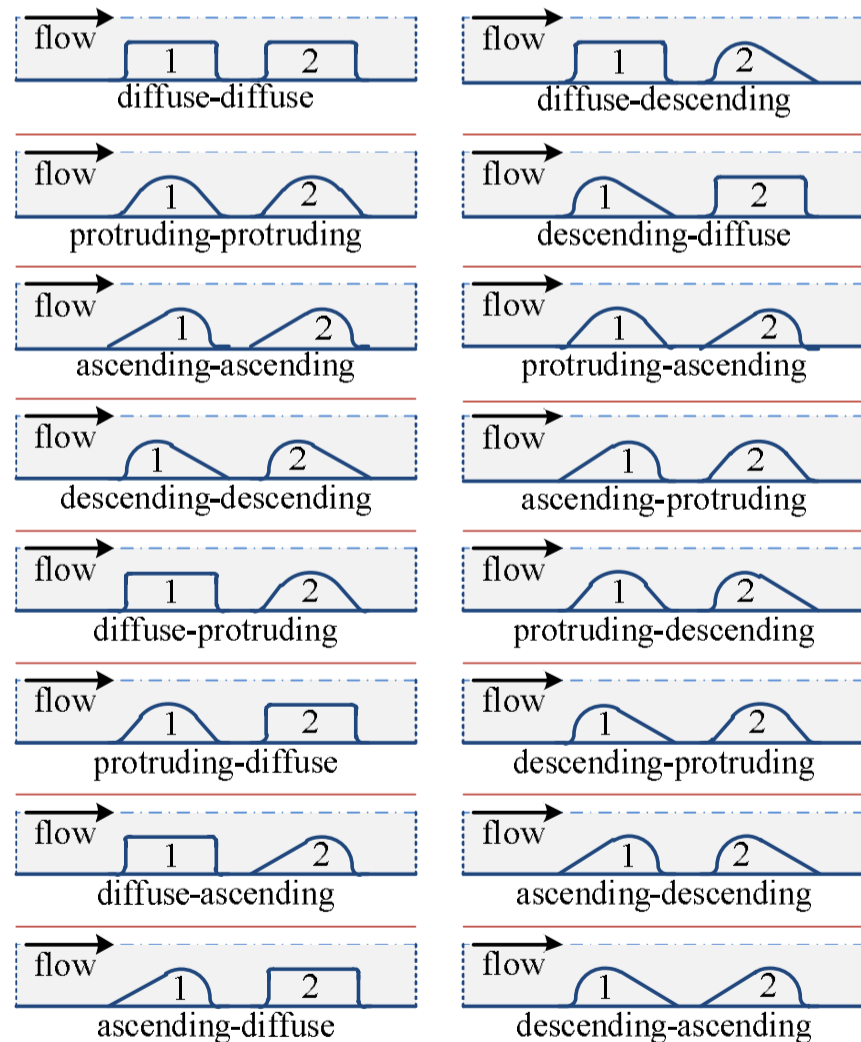 flow
1 2
diffuse-diffuse
flow
1 2
protruding-protruding
flow
1 2
ascending-ascending
flow
1 2
descending-descending
flow
1 2
diffuse-protruding
flow
1 2
protruding-diffuse
flow
1 2
diffuse-ascending
flow
1 2
ascending-diffuse
flow
1 2
diffuse-descending
flow
1 2
descending-diffuse
flow
1 2
protruding-ascending
flow
1 2
ascending-protruding
flow
1 2
protruding-descending
flow
1 2
descending-protruding
flow
1 2
ascending-descending
flow
1 2
descending-ascending